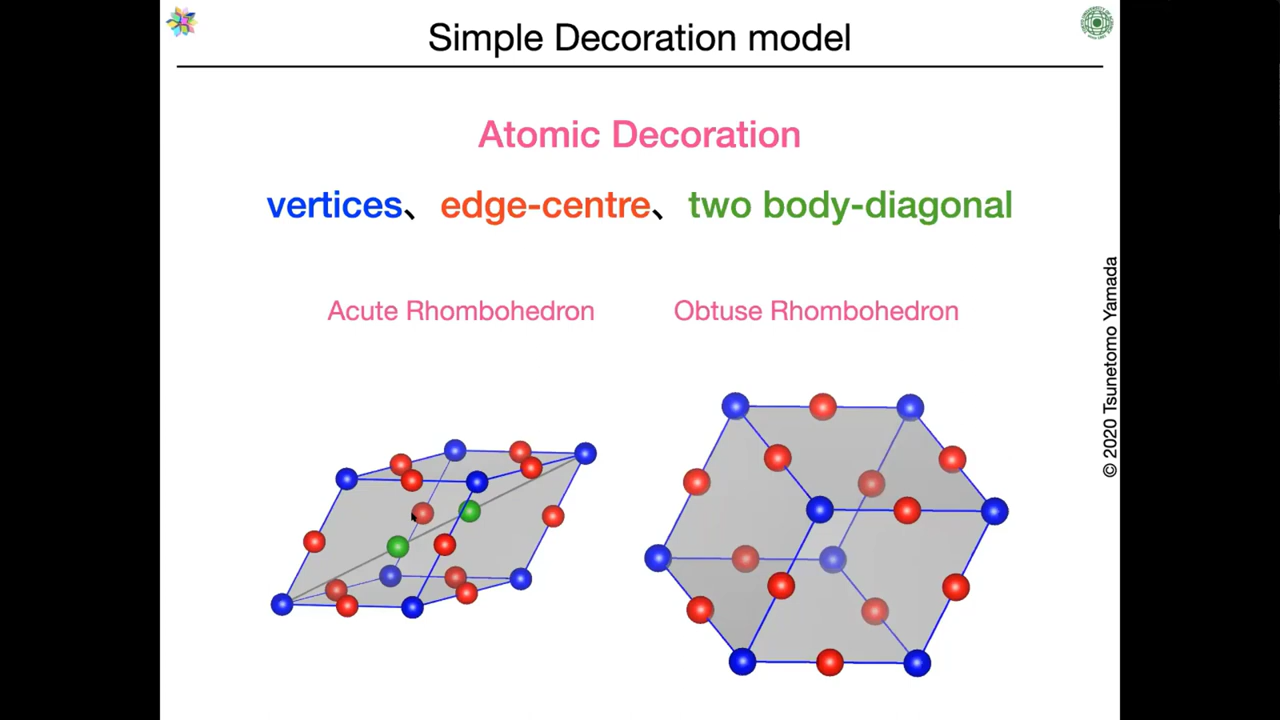 Simple Decoration model
Atomic Decoration
vertices、edge-centre、two body-diagonal
Acute Rhombohedron
Obtuse Rhombohedron
© 2020 Tsunetomo Yamada